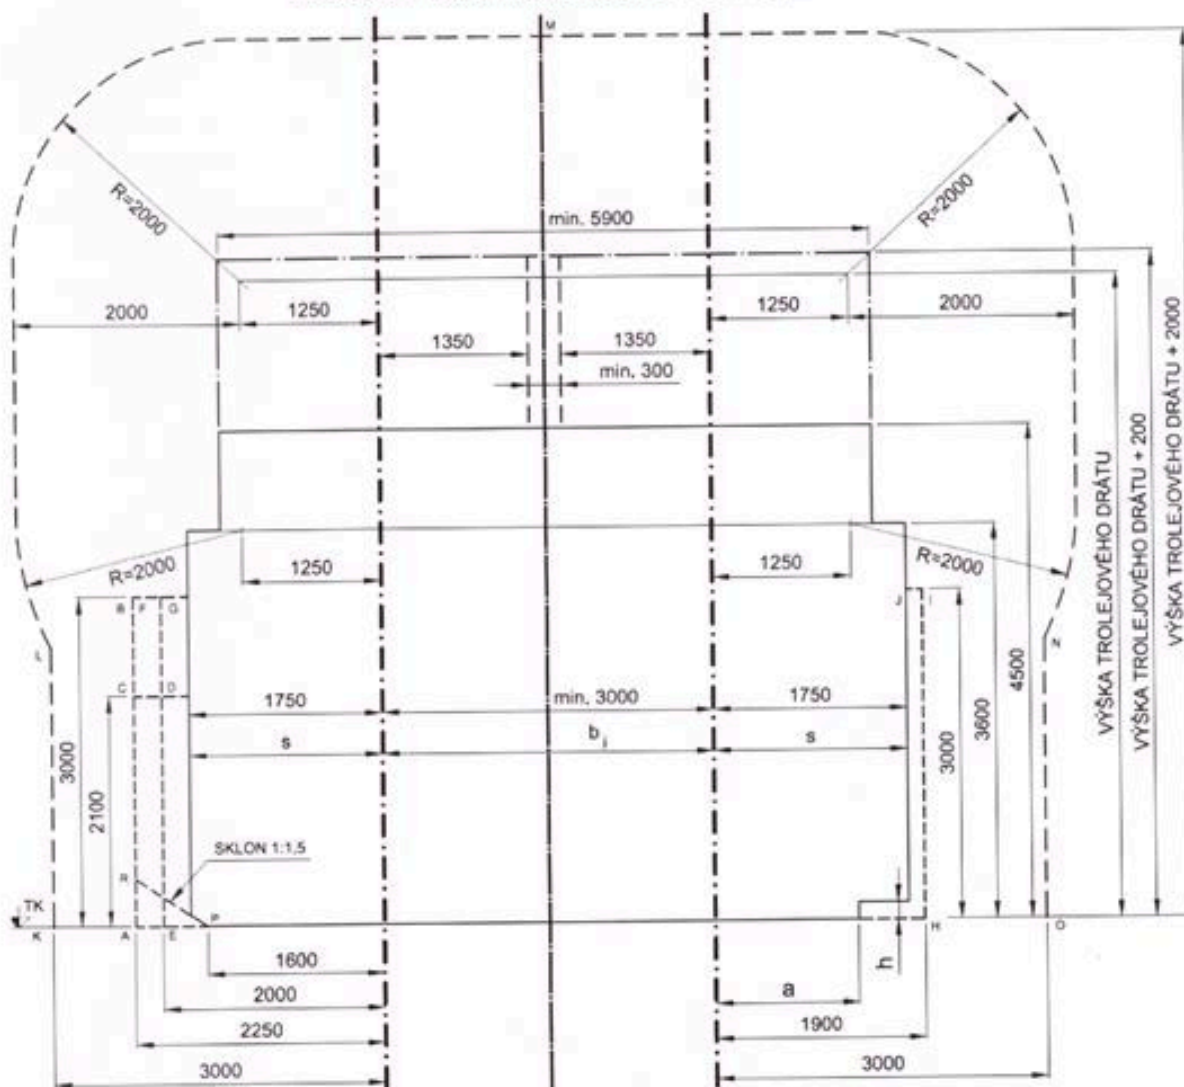 M
R=2000
R=2000
min. 5900
2000
1250
1250
2000
1350
1350
min. 300
VÝŠKA TROLEJOVÉHO DRÁTU
VÝŠKA TROLEJOVÉHO DRÁTU + 200
VÝŠKA TROLEJOVÉHO DRÁTU + 2000
R=2000
1250
1250
R=2000
B F G
J I
L
N
C D
1750
min. 3000
1750
s
bj
s
3000
2100
3000
3600
4500
SKLON 1:1,5
R
TK
P
K A E
H O
1600
h
a
2000
1900
2250
3000
3000